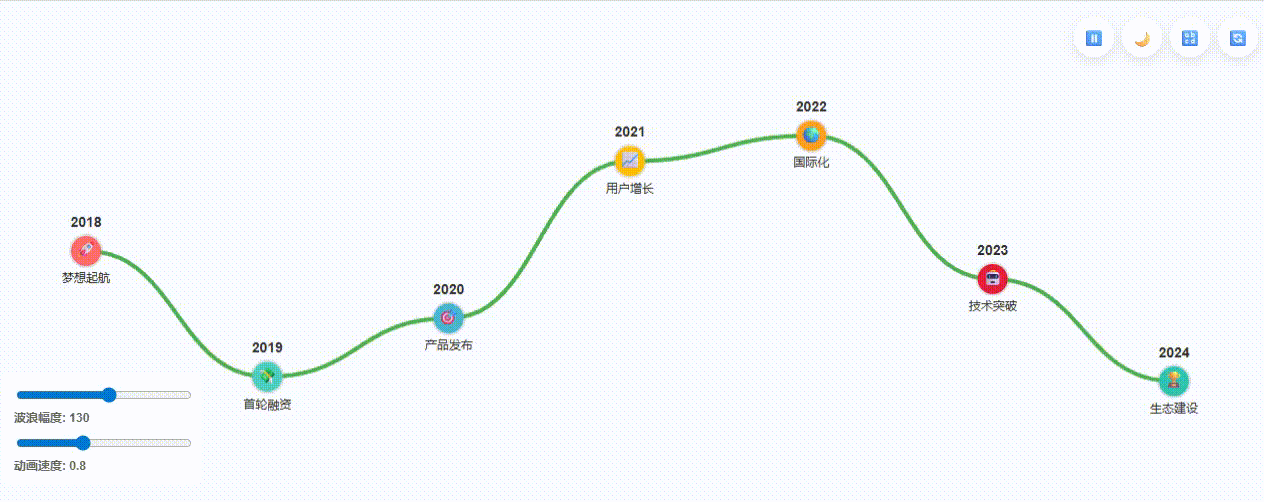 2018
梦想起航
2019
首轮融资
2020
产品发布
2021
用户增长
2022
国际化
2023
技术突破
2024
生态建设
波浪幅度: 130
动画速度: 0.8